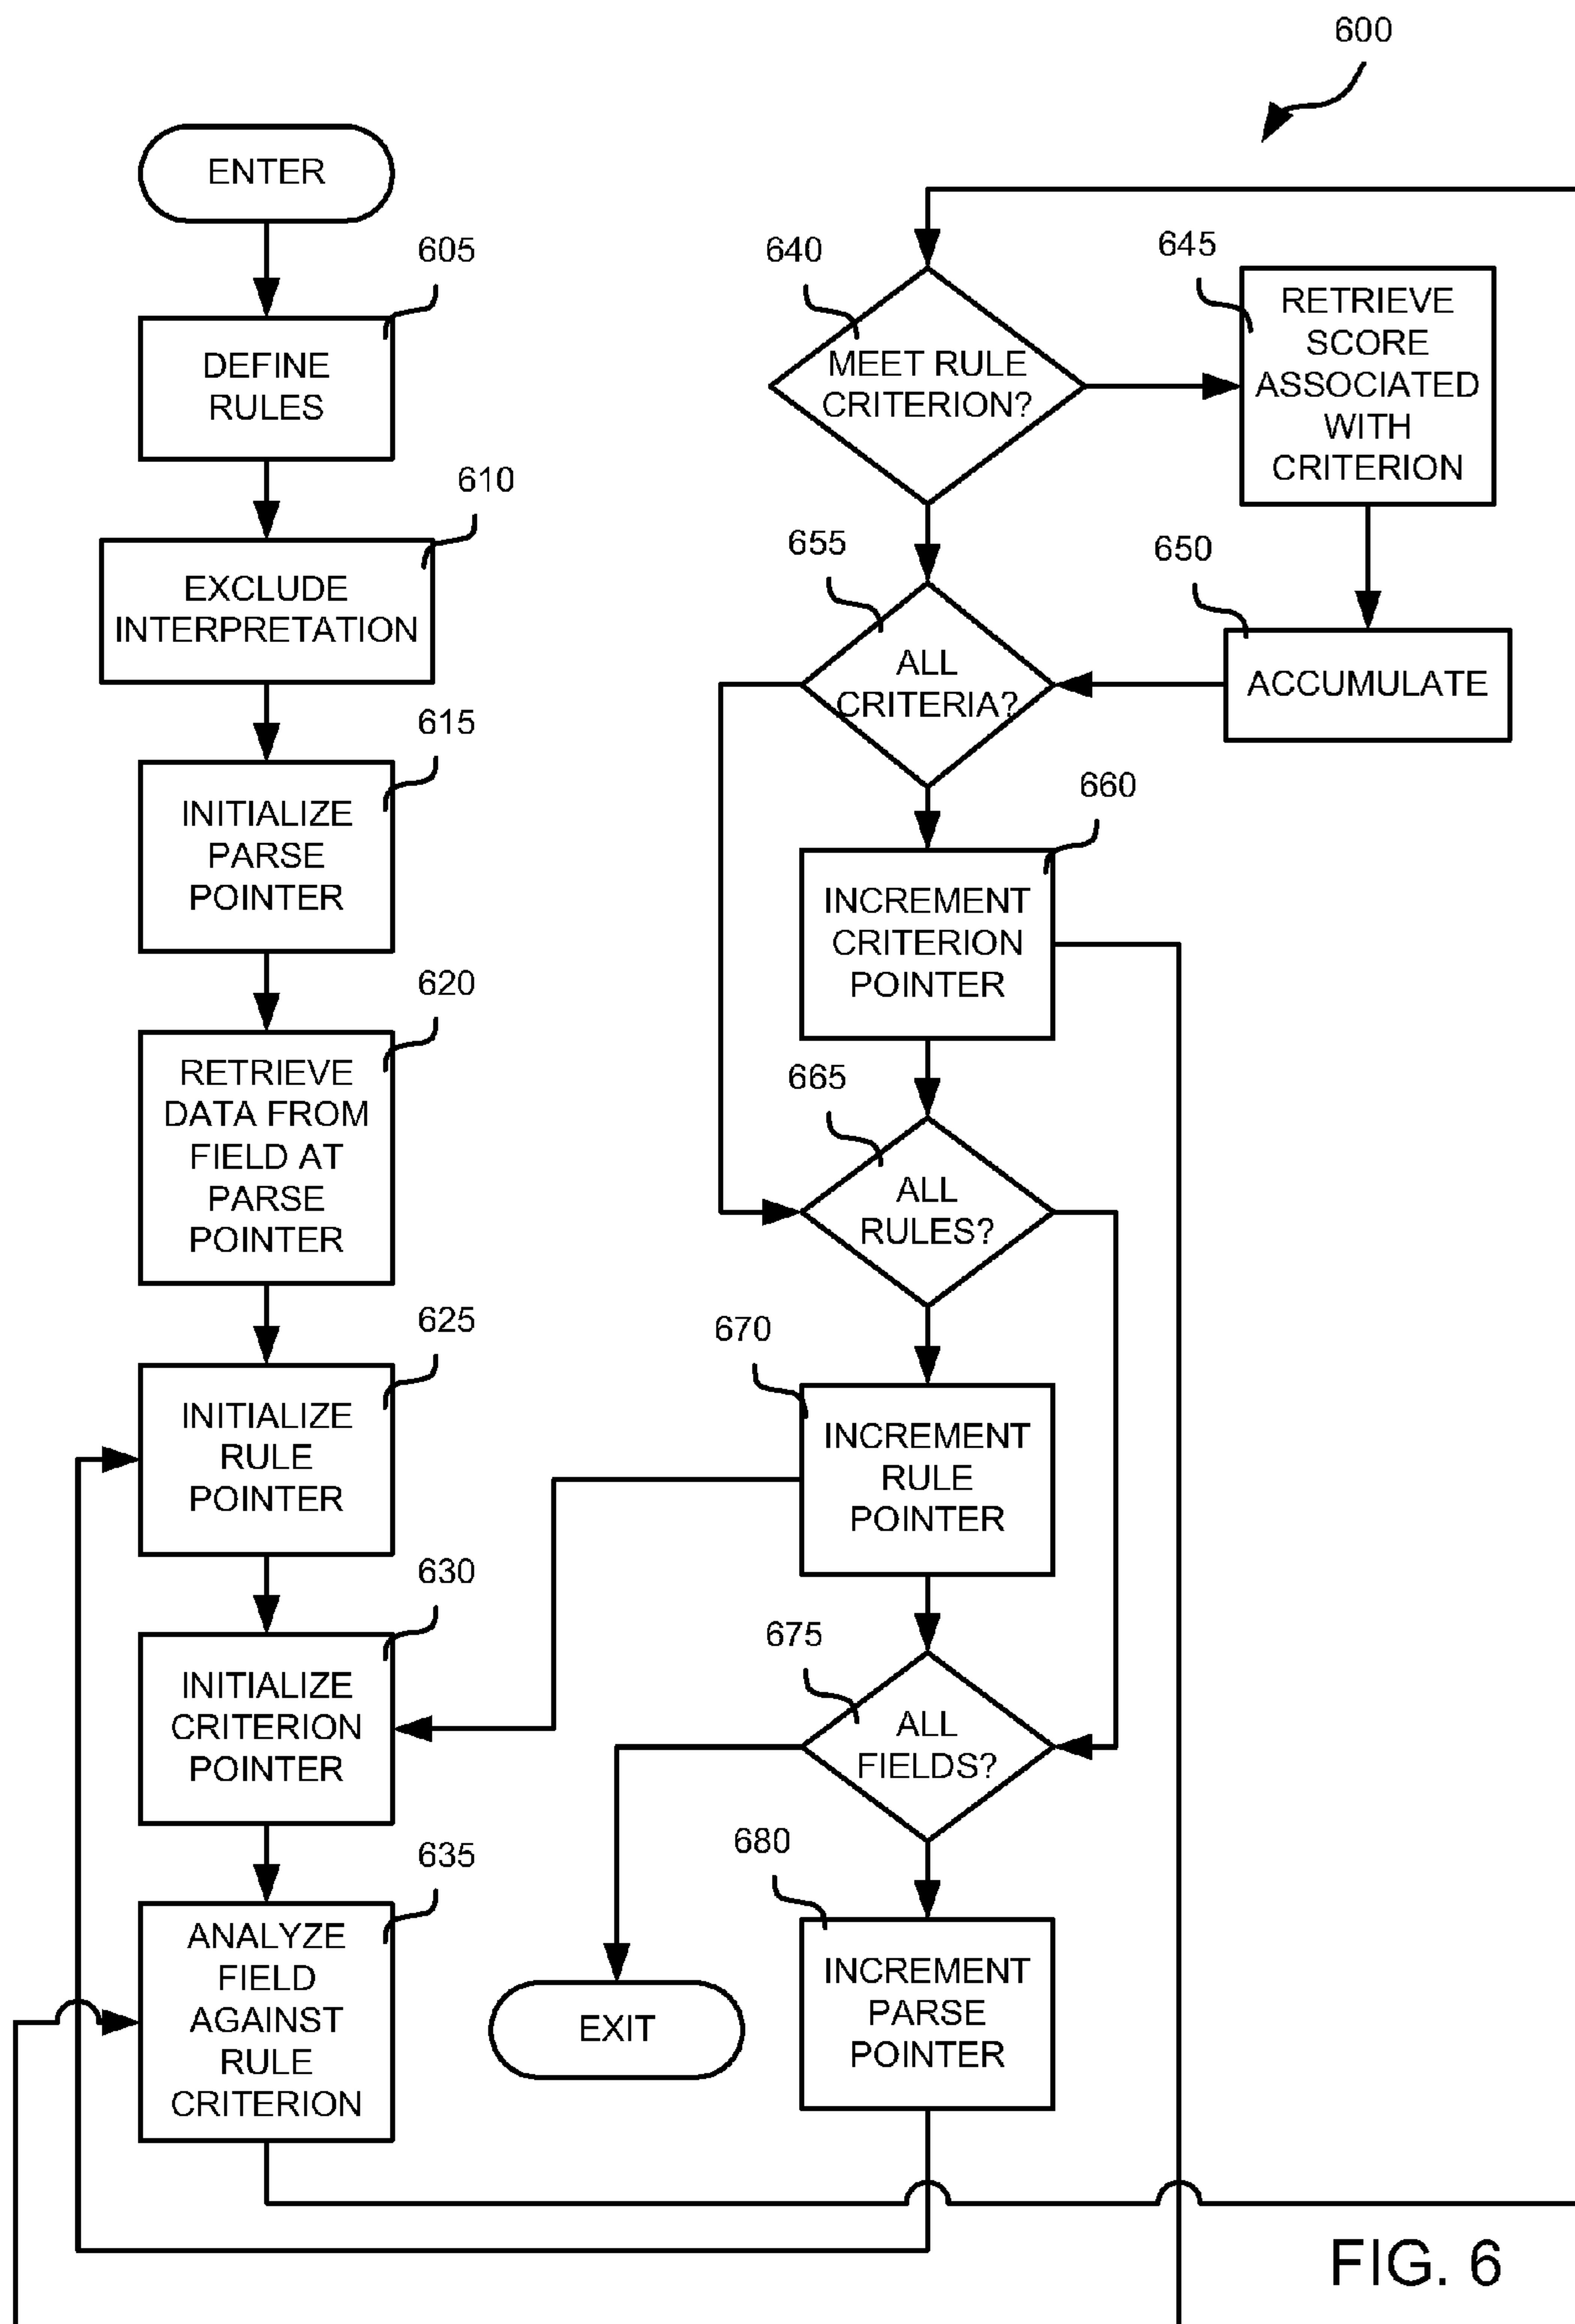 600
ENTER
605
DEFINE
RULES
610
EXCLUDE
INTERPRETATION
615
INITIALIZE
PARSE
POINTER
620
RETRIEVE
DATA FROM
FIELD AT
PARSE
POINTER
625
INITIALIZE
RULE
POINTER
630
INITIALIZE
CRITERION
POINTER
635
ANALYZE
FIELD
AGAINST
RULE
CRITERION
640
MEET RULE
CRITERION?
645
RETRIEVE
SCORE
ASSOCIATED
WITH
CRITERION
650
ACCUMULATE
655
ALL
CRITERIA?
660
INCREMENT
CRITERION
POINTER
665
ALL
RULES?
670
INCREMENT
RULE
POINTER
675
ALL
FIELDS?
EXIT
680
INCREMENT
PARSE
POINTER
FIG. 6